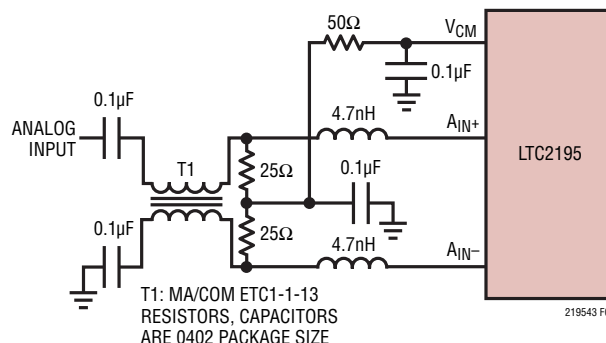 50Ω
VCM
0.1µF
0.1µF
4.7nH
ANALOG
INPUT
AIN+
T1
LTC2195
25Ω
0.1µF
0.1µF
25Ω
4.7nH
AIN–
T1: MA/COM ETC1-1-13
RESISTORS, CAPACITORS
ARE 0402 PACKAGE SIZE
219543